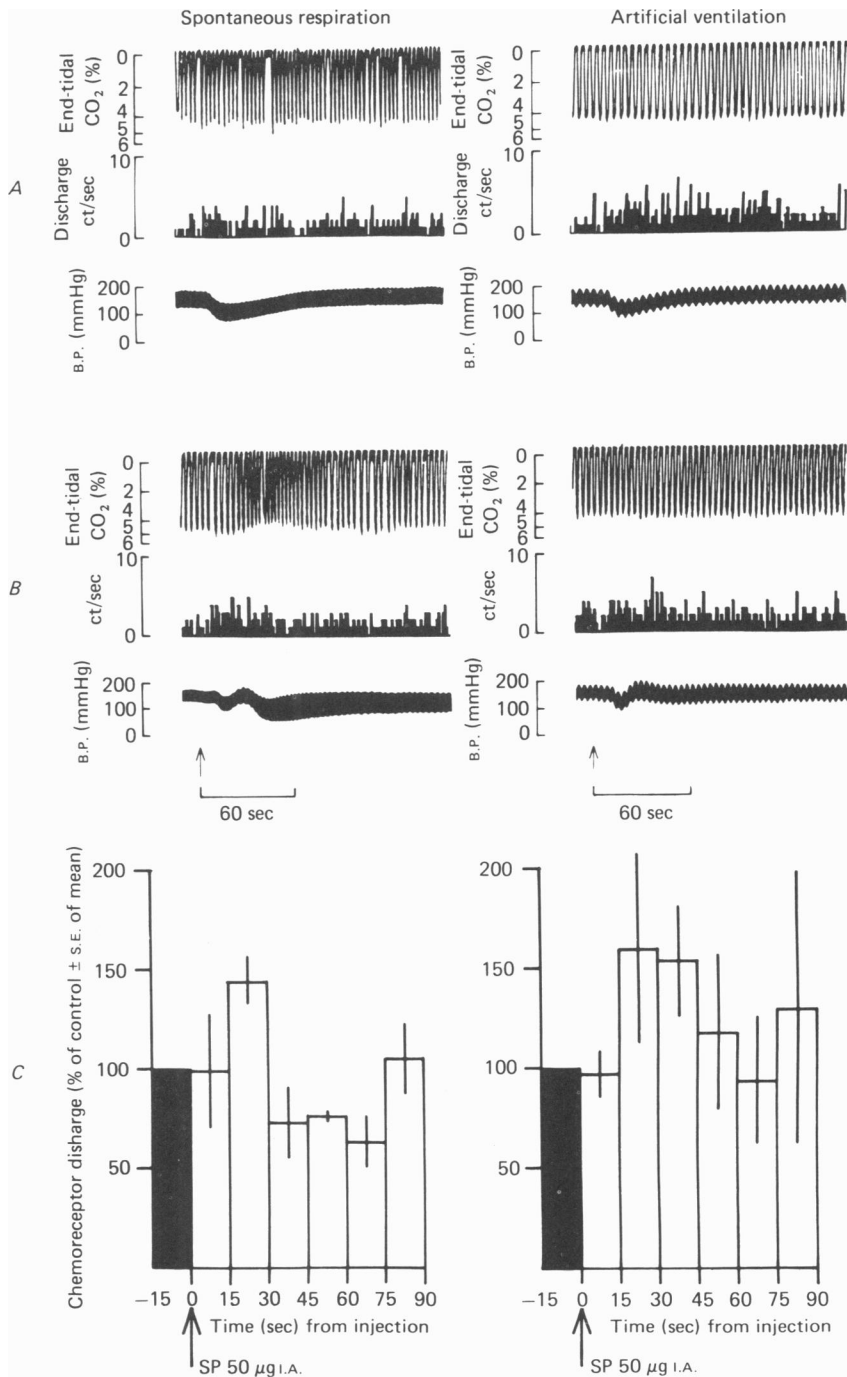 Spontaneous respiration
Artificial ventilation
A
End-tidal
CO2 (%)
0
2
4
5
6
Discharge
ct/sec
10
0
B.P. (mmHg)
200
100
0
End-tidal
CO2 (%)
0
2
4
5
6
Discharge
ct/sec
10
0
B.P. (mmHg)
200
100
0
B
End-tidal
CO2 (%)
0
2
4
5
6
ct/sec
10
0
B.P. (mmHg)
200
100
0
60 sec
End-tidal
CO2 (%)
0
2
4
5
6
ct/sec
10
0
B.P. (mmHg)
200
100
0
60 sec
C
Chemoreceptor disharge (% of control ± S.E. of mean)
200
150
100
50
−15 0 15 30 45 60 75 90
Time (sec) from injection
SP 50 µg I.A.
200
150
100
50
−15 0 15 30 45 60 75 90
Time (sec) from injection
SP 50 µg I.A.